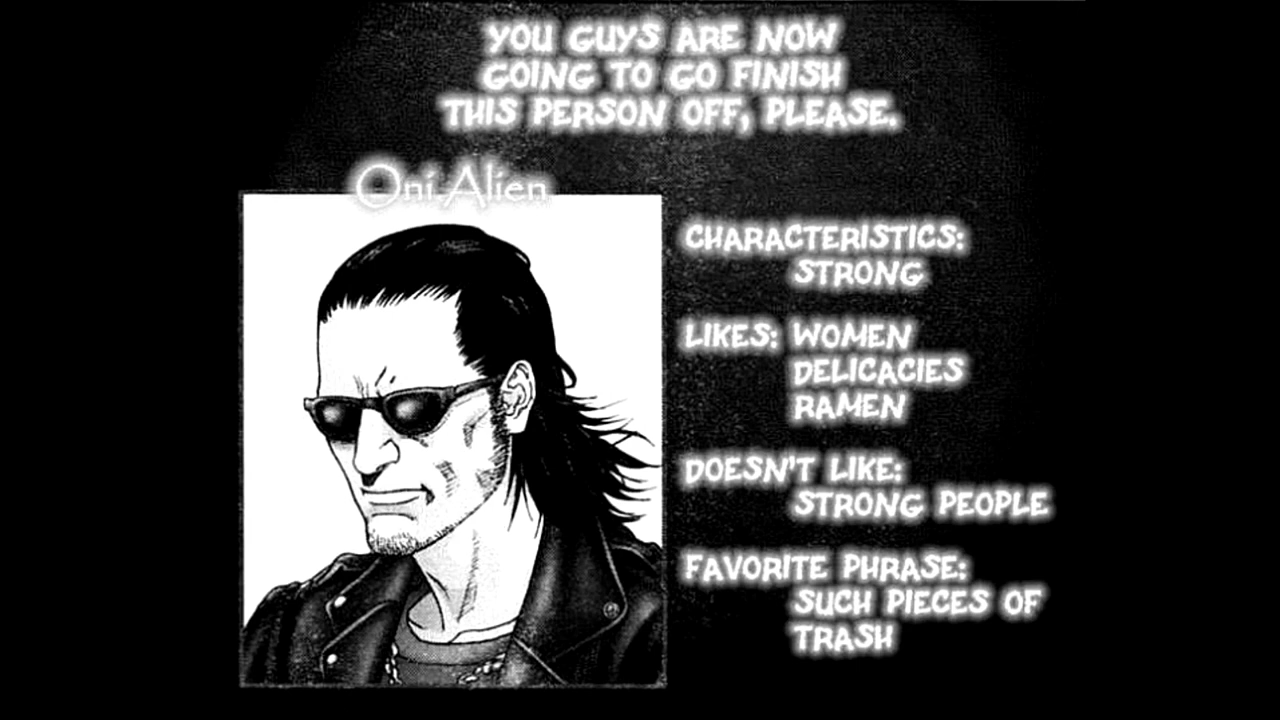 YOU GUYS ARE NOW
GOING TO GO FINISH
THIS PERSON OFF, PLEASE.
Oni Alien
CHARACTERISTICS:
STRONG
LIKES: WOMEN
DELICACIES
RAMEN
DOESN'T LIKE:
STRONG PEOPLE
FAVORITE PHRASE:
SUCH PIECES OF
TRASH